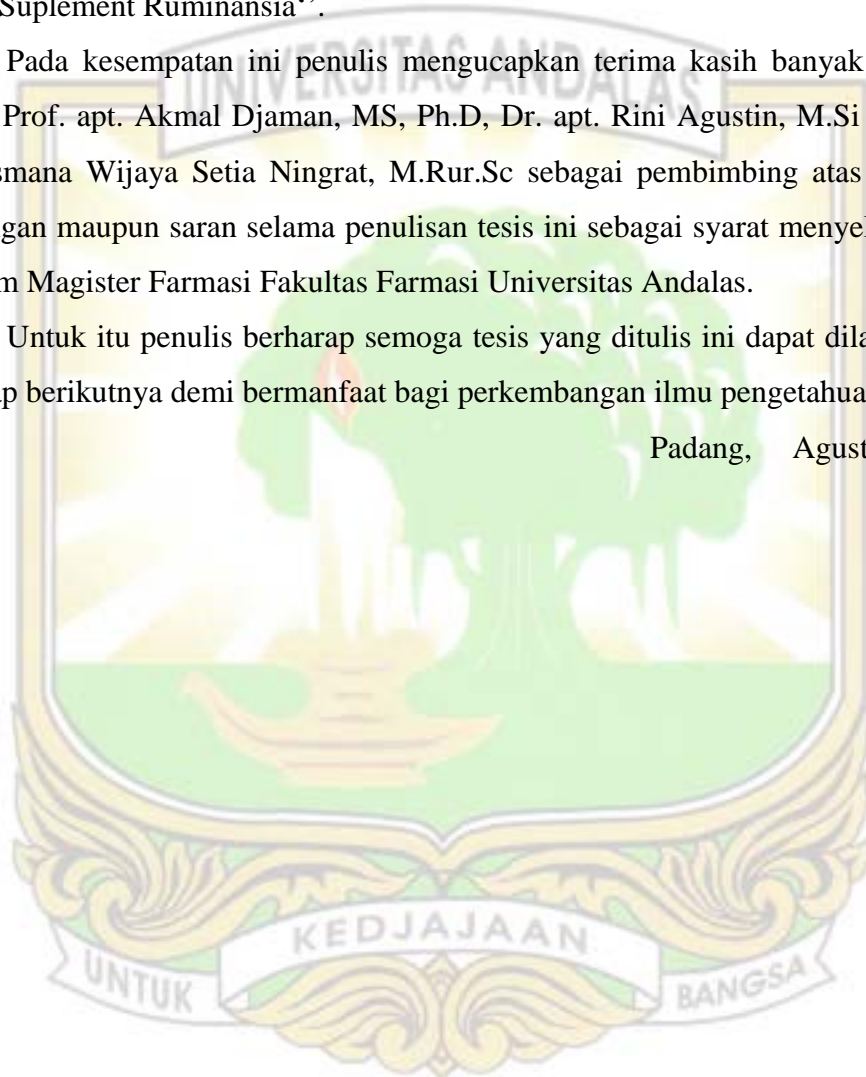 Suplement Ruminansia”.
Pada kesempatan ini penulis mengucapkan terima kasih banyak
Prof. apt. Akmal Djaman, MS, Ph.D, Dr. apt. Rini Agustin, M.Si
smana Wijaya Setia Ningrat, M.Rur.Sc sebagai pembimbing atas
gan maupun saran selama penulisan tesis ini sebagai syarat menyel
m Magister Farmasi Fakultas Farmasi Universitas Andalas.
Untuk itu penulis berharap semoga tesis yang ditulis ini dapat dila
ap berikutnya demi bermanfaat bagi perkembangan ilmu pengetahua
Padang, Agust
UNIVERSITAS ANDALAS
KEDJAJAAN
UNTUK BANGSA